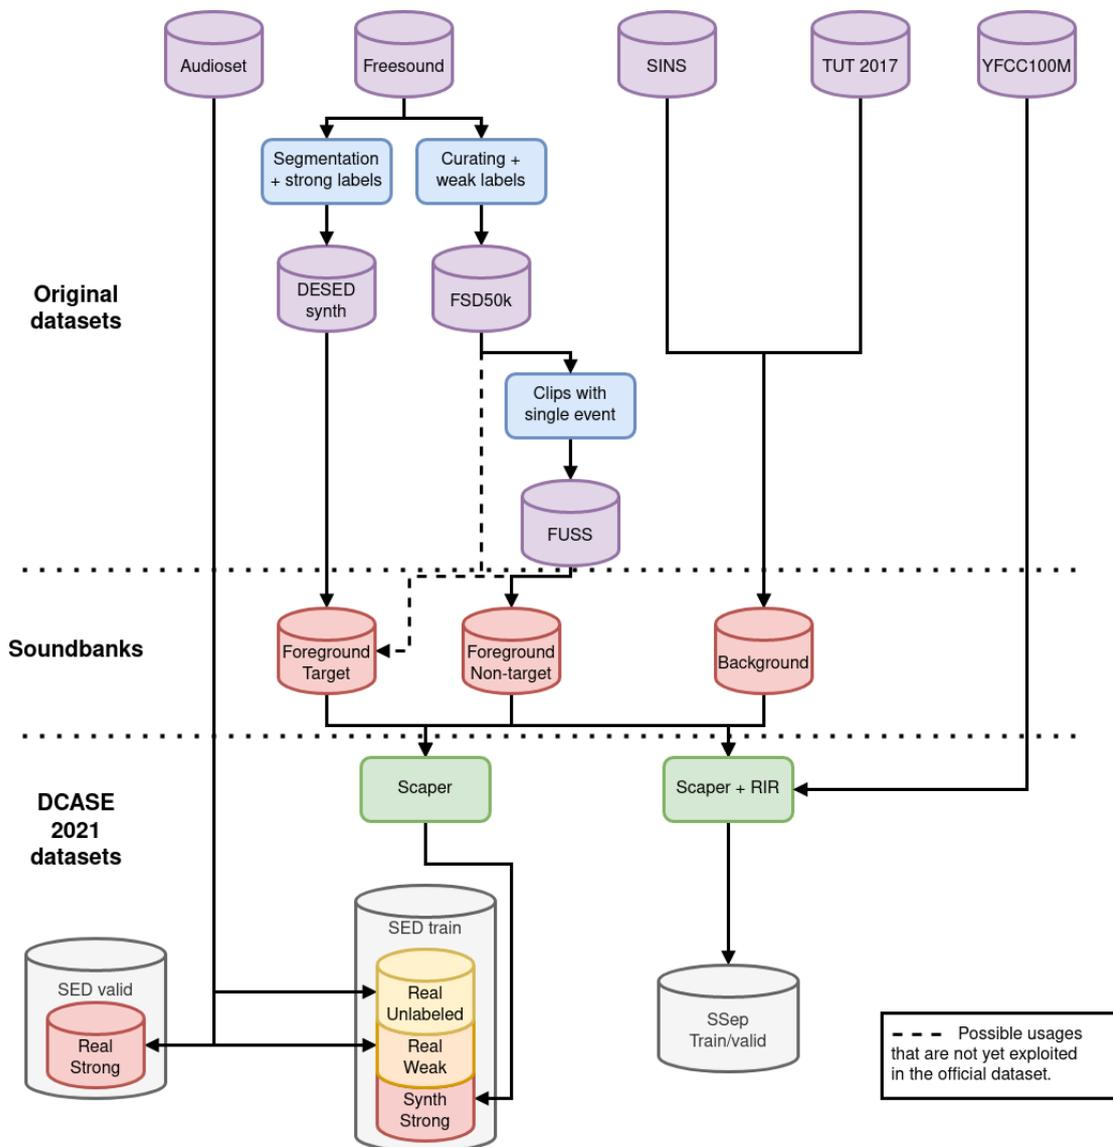 Audioset
Freesound
SINS
TUT 2017
YFCC100M
Segmentation
+ strong labels
Curating +
weak labels
Original
datasets
DESED
synth
FSD50k
Clips with
single event
FUSS
Soundbanks
Foreground
Target
Foreground
Non-target
Background
DCASE
2021
datasets
Scaper
Scaper + RIR
SED valid
Real
Strong
SED train
Real
Unlabeled
Real
Weak
Synth
Strong
SSep
Train/valid
Possible usages
that are not yet exploited
in the official dataset.